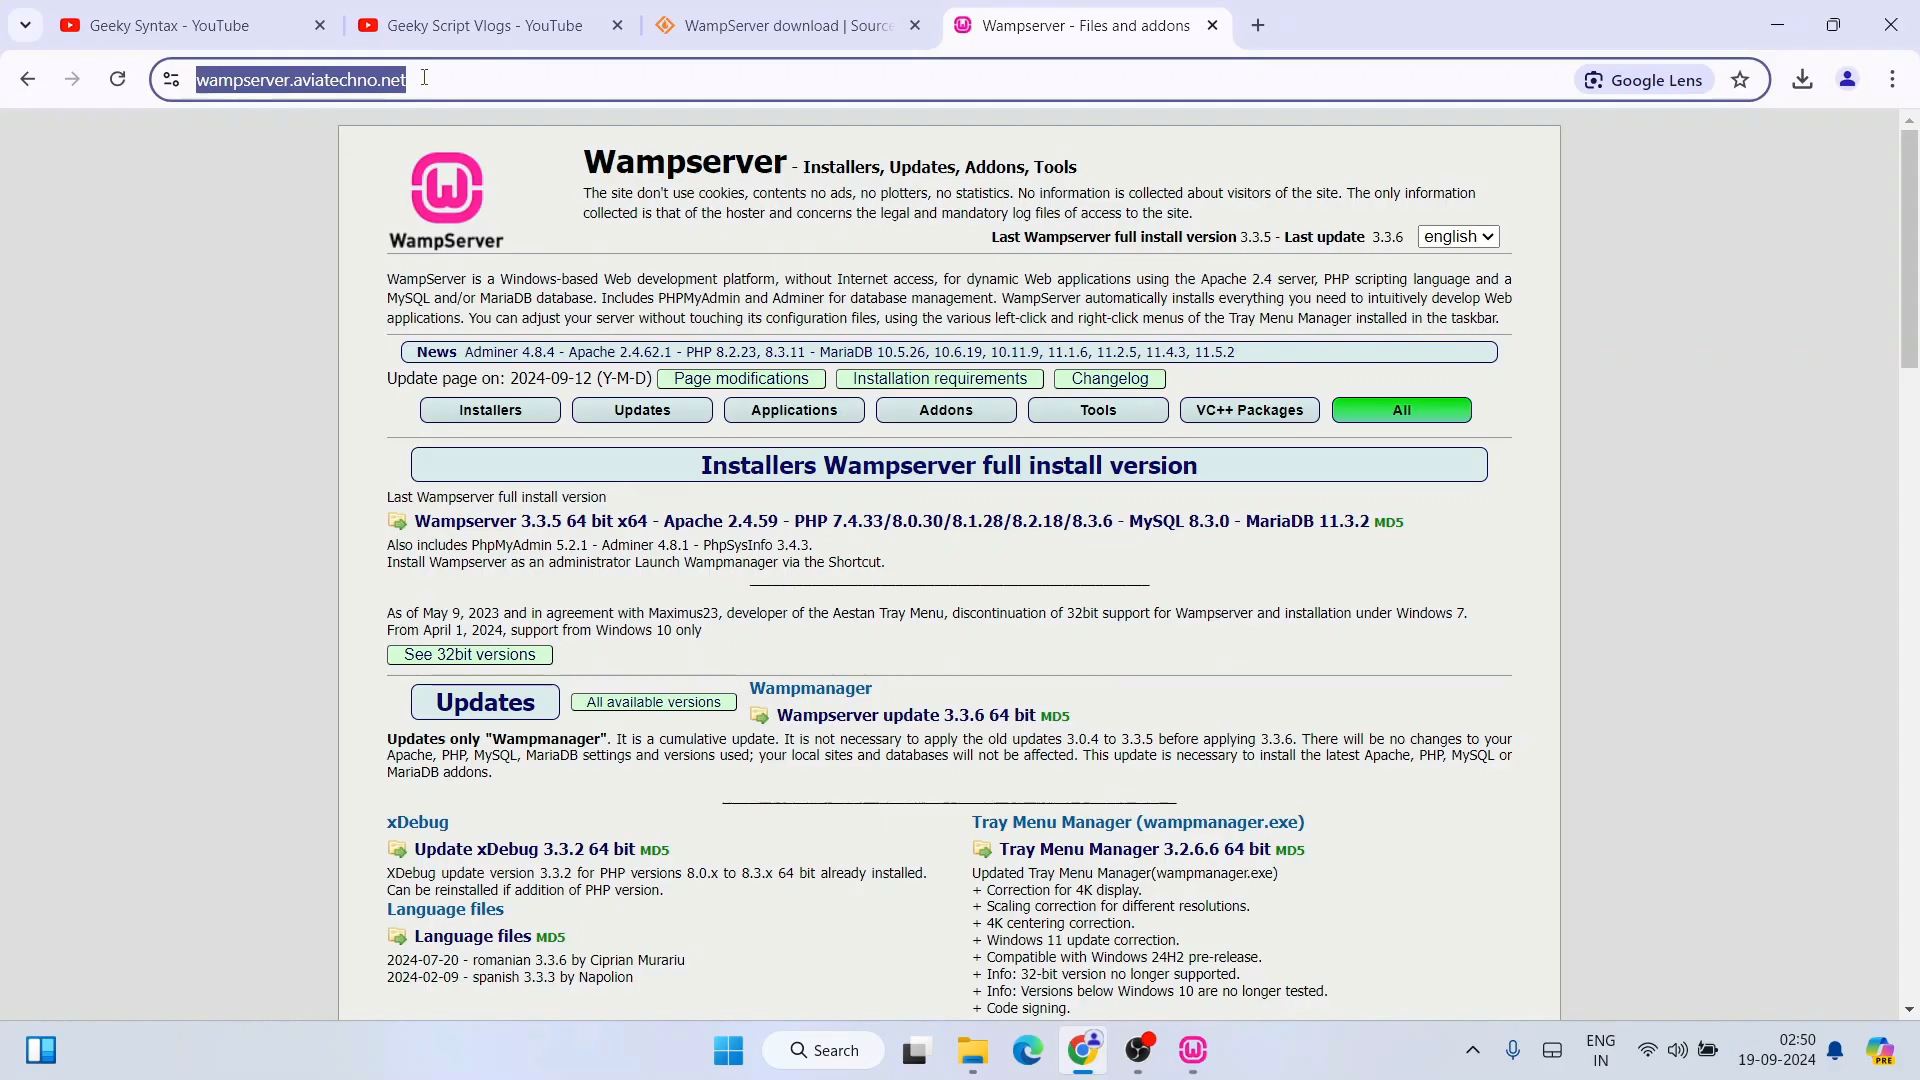 Geeky Syntax - YouTube
Geeky Script Vlogs - YouTube
WampServer download | Source
Wampserver - Files and addons
wampserver.aviatechno.net
Google Lens
WampServer
Wampserver - Installers, Updates, Addons, Tools
The site don't use cookies, contents no ads, no plotters, no statistics. No information is collected about visitors of the site. The only information
collected is that of the hoster and concerns the legal and mandatory log files of access to the site.
Last Wampserver full install version 3.3.5 - Last update 3.3.6 english
WampServer is a Windows-based Web development platform, without Internet access, for dynamic Web applications using the Apache 2.4 server, PHP scripting language and a
MySQL and/or MariaDB database. Includes PHPMyAdmin and Adminer for database management. WampServer automatically installs everything you need to intuitively develop Web
applications. You can adjust your server without touching its configuration files, using the various left-click and right-click menus of the Tray Menu Manager installed in the taskbar.
News Adminer 4.8.4 - Apache 2.4.62.1 - PHP 8.2.23, 8.3.11 - MariaDB 10.5.26, 10.6.19, 10.11.9, 11.1.6, 11.2.5, 11.4.3, 11.5.2
Update page on: 2024-09-12 (Y-M-D) Page modifications Installation requirements Changelog
Installers Updates Applications Addons Tools VC++ Packages All
Installers Wampserver full install version
Last Wampserver full install version
Wampserver 3.3.5 64 bit x64 - Apache 2.4.59 - PHP 7.4.33/8.0.30/8.1.28/8.2.18/8.3.6 - MySQL 8.3.0 - MariaDB 11.3.2 MD5
Also includes PhpMyAdmin 5.2.1 - Adminer 4.8.1 - PhpSysInfo 3.4.3.
Install Wampserver as an administrator Launch Wampmanager via the Shortcut.
As of May 9, 2023 and in agreement with Maximus23, developer of the Aestan Tray Menu, discontinuation of 32bit support for Wampserver and installation under Windows 7.
From April 1, 2024, support from Windows 10 only
See 32bit versions
Updates All available versions
Wampmanager
Wampserver update 3.3.6 64 bit MD5
Updates only "Wampmanager". It is a cumulative update. It is not necessary to apply the old updates 3.0.4 to 3.3.5 before applying 3.3.6. There will be no changes to your
Apache, PHP, MySQL, MariaDB settings and versions used; your local sites and databases will not be affected. This update is necessary to install the latest Apache, PHP, MySQL or
MariaDB addons.
xDebug
Update xDebug 3.3.2 64 bit MD5
XDebug update version 3.3.2 for PHP versions 8.0.x to 8.3.x 64 bit already installed.
Can be reinstalled if addition of PHP version.
Language files
Language files MD5
2024-07-20 - romanian 3.3.6 by Ciprian Murariu
2024-02-09 - spanish 3.3.3 by Napolion
Tray Menu Manager (wampmanager.exe)
Tray Menu Manager 3.2.6.6 64 bit MD5
Updated Tray Menu Manager(wampmanager.exe)
+ Correction for 4K display.
+ Scaling correction for different resolutions.
+ 4K centering correction.
+ Windows 11 update correction.
+ Compatible with Windows 24H2 pre-release.
+ Info: 32-bit version no longer supported.
+ Info: Versions below Windows 10 are no longer tested.
+ Code signing.
Search
ENG
IN
02:50
19-09-2024
PRE